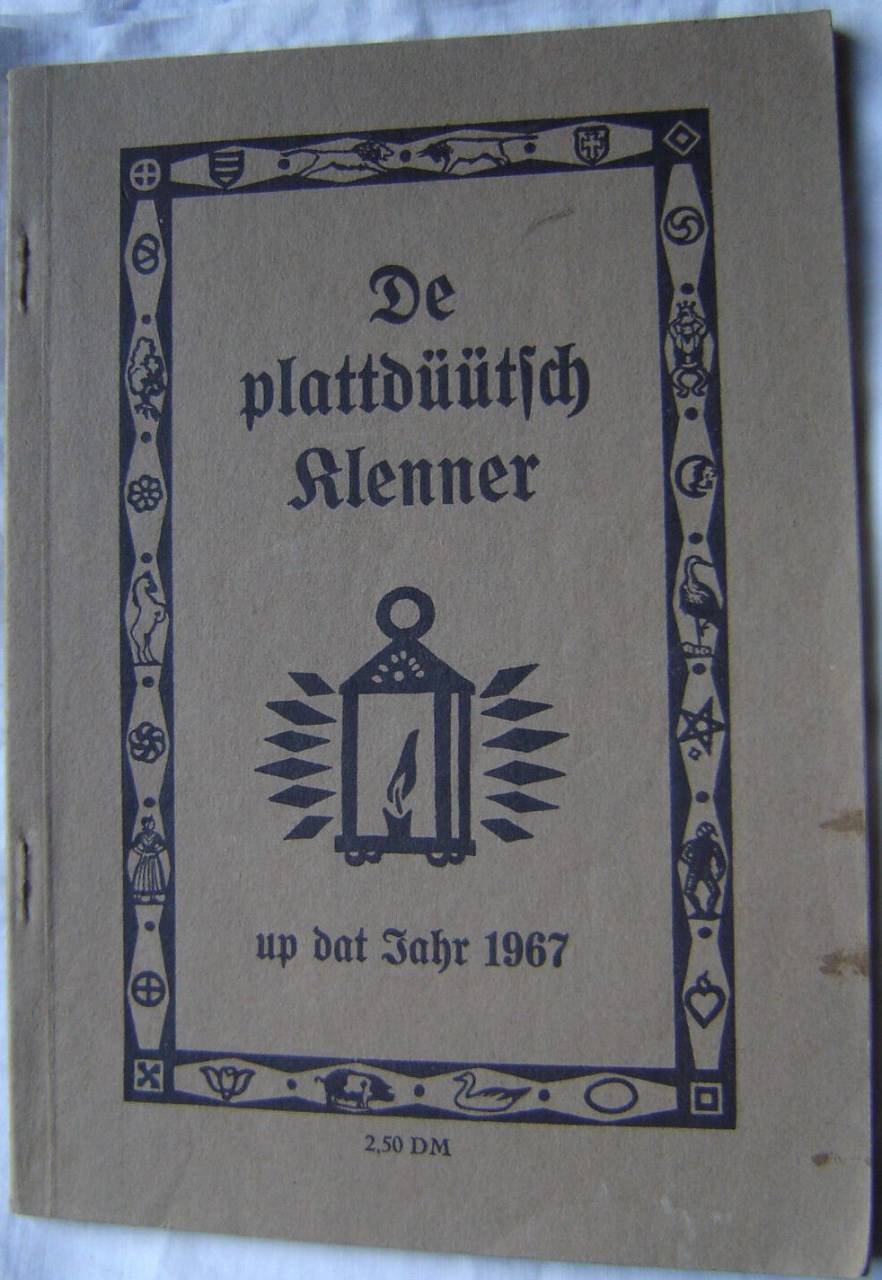 De
plattdüütſch
Klenner
up dat Jahr 1967
2,50 DM